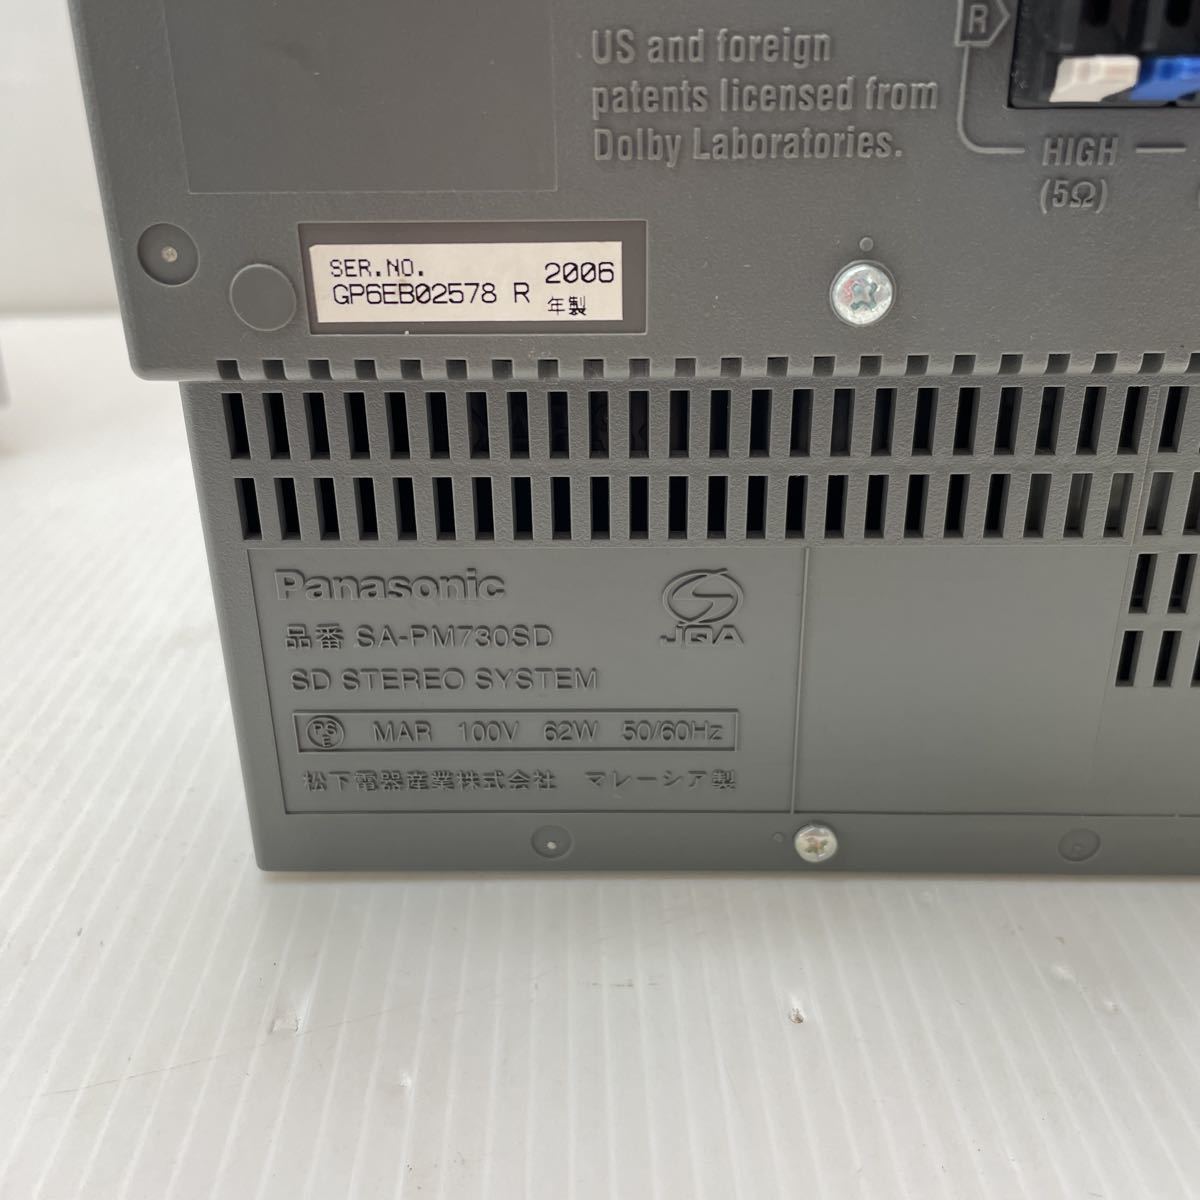 US and foreign
patents licensed from
Dolby Laboratories.
R
HIGH
(5Ω)
SER.NO.
GP6EB02578 R 2006
年製
Panasonic
品番 SA-PM730SD
JQA
SD STEREO SYSTEM
PSE MAR 100V 62W 50/60Hz
松下電器産業株式会社 マレーシア製